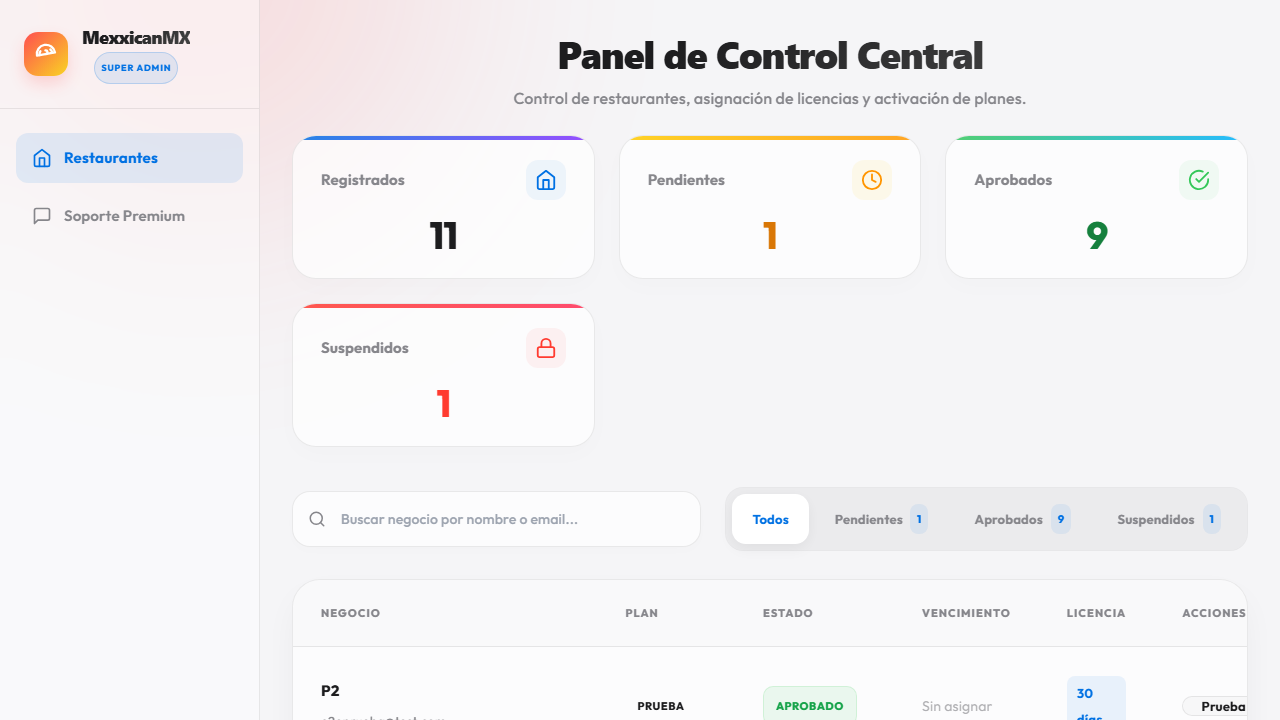 MexxicanMX
SUPER ADMIN
Restaurantes
Soporte Premium
Panel de Control Central
Control de restaurantes, asignación de licencias y activación de planes.
Registrados
11
Pendientes
1
Aprobados
9
Suspendidos
1
Buscar negocio por nombre o email...
Todos
Pendientes 1
Aprobados 9
Suspendidos 1
NEGOCIO PLAN ESTADO VENCIMIENTO LICENCIA ACCIONES
P2
PRUEBA
APROBADO
Sin asignar
30
días
Prueba